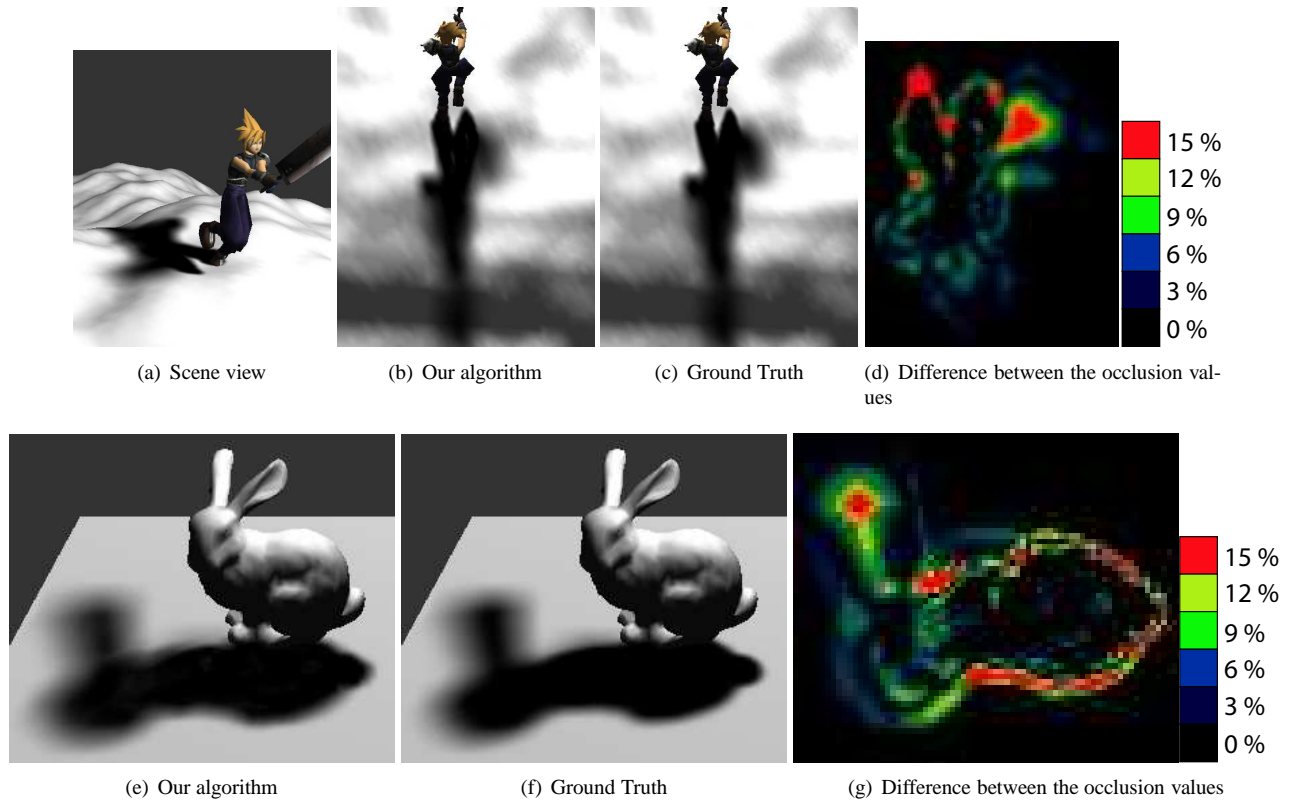 15 %
12 %
9 %
6 %
3 %
0 %
(a) Scene view
(b) Our algorithm
(c) Ground Truth
(d) Difference between the occlusion val-
ues
15 %
12 %
9 %
6 %
3 %
0 %
(e) Our algorithm
(f) Ground Truth
(g) Difference between the occlusion values